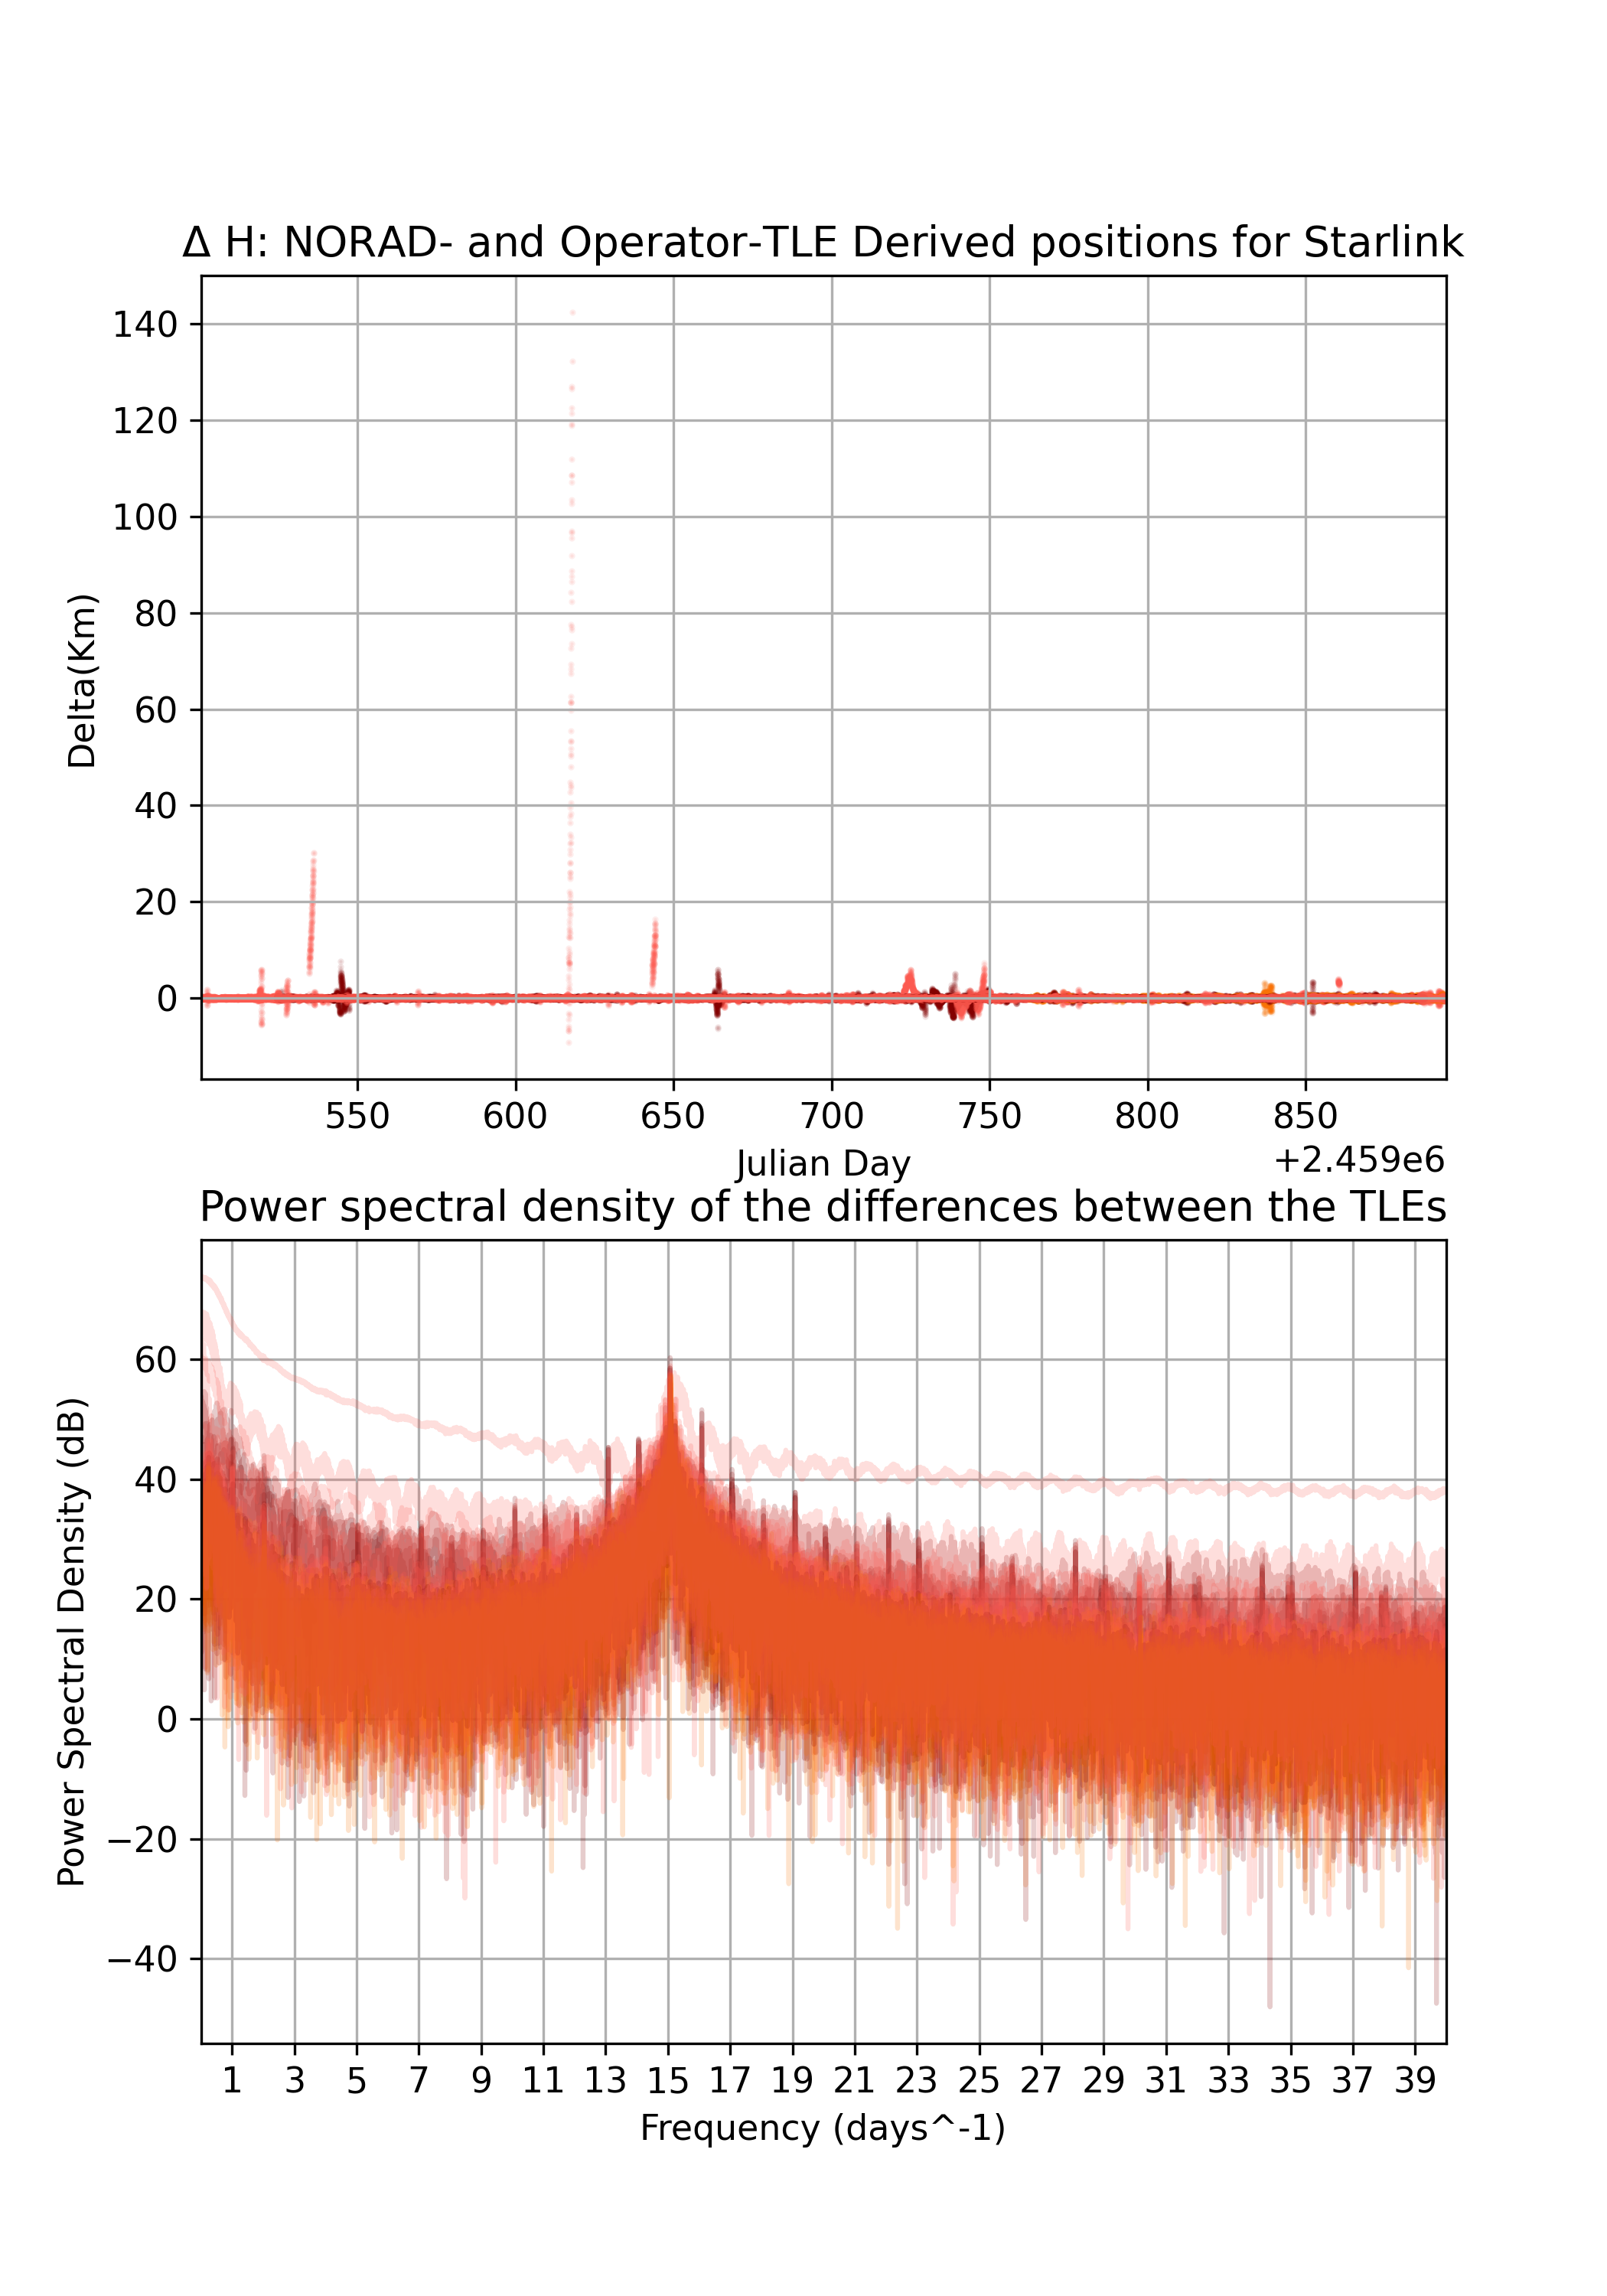 Δ H: NORAD- and Operator-TLE Derived positions for Starlink
140
120
100
80
60
40
20
0
Delta(Km)
550 600 650 700 750 800 850
+2.459e6
Julian Day
Power spectral density of the differences between the TLEs
60
40
20
0
−20
−40
Power Spectral Density (dB)
1 3 5 7 9 11 13 15 17 19 21 23 25 27 29 31 33 35 37 39
Frequency (days^-1)